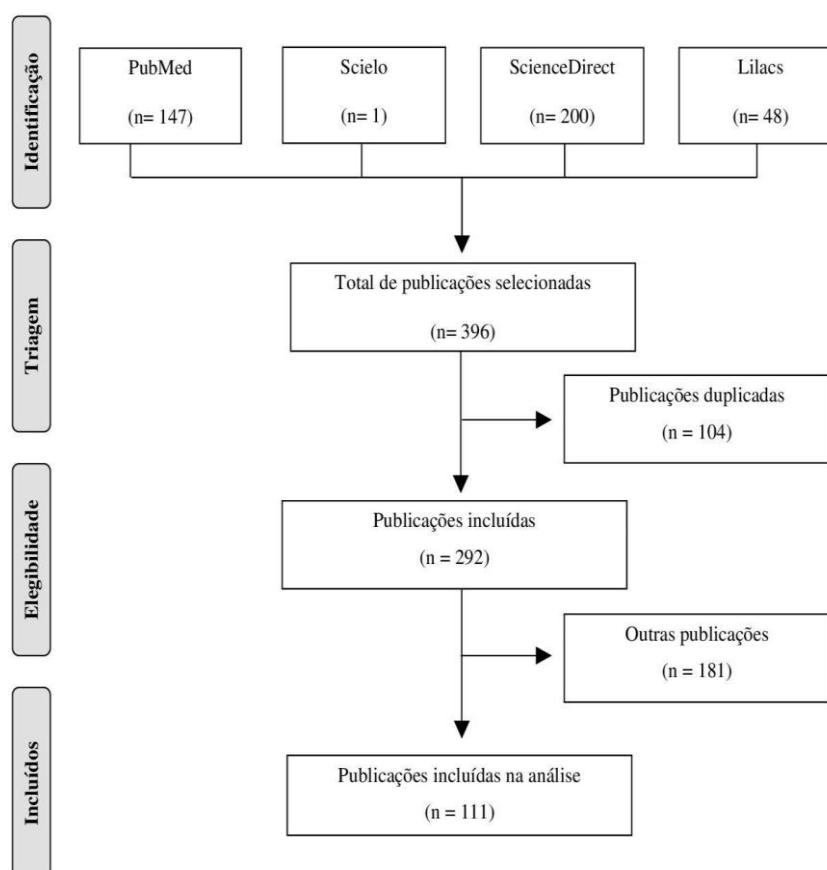 Identificação
PubMed
(n= 147)
Scielo
(n= 1)
ScienceDirect
(n= 200)
Lilacs
(n= 48)
Triagem
Total de publicações selecionadas
(n= 396)
Publicações duplicadas
(n = 104)
Elegibilidade
Publicações incluídas
(n = 292)
Outras publicações
(n = 181)
Incluídos
Publicações incluídas na análise
(n = 111)